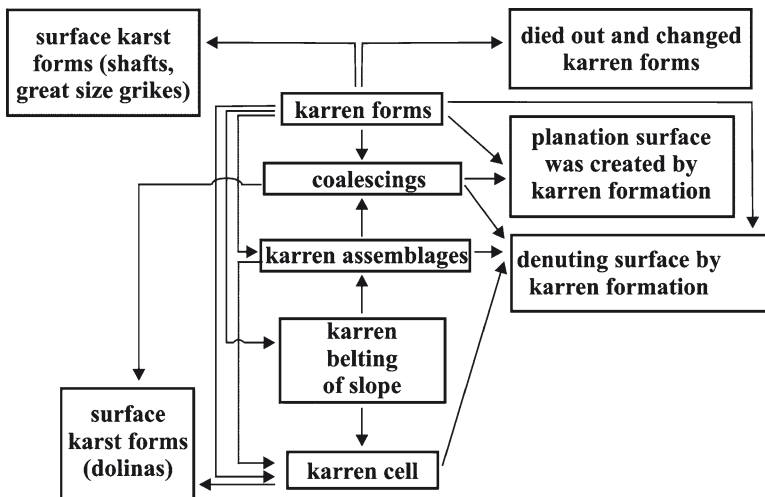 surface karst
forms (shafts,
great size grikes)
died out and changed
karren forms
karren forms
planation surface
was created by
karren formation
coalescings
karren assemblages
denuting surface by
karren formation
karren
belting
of slope
surface
karst forms
(dolinas)
karren cell